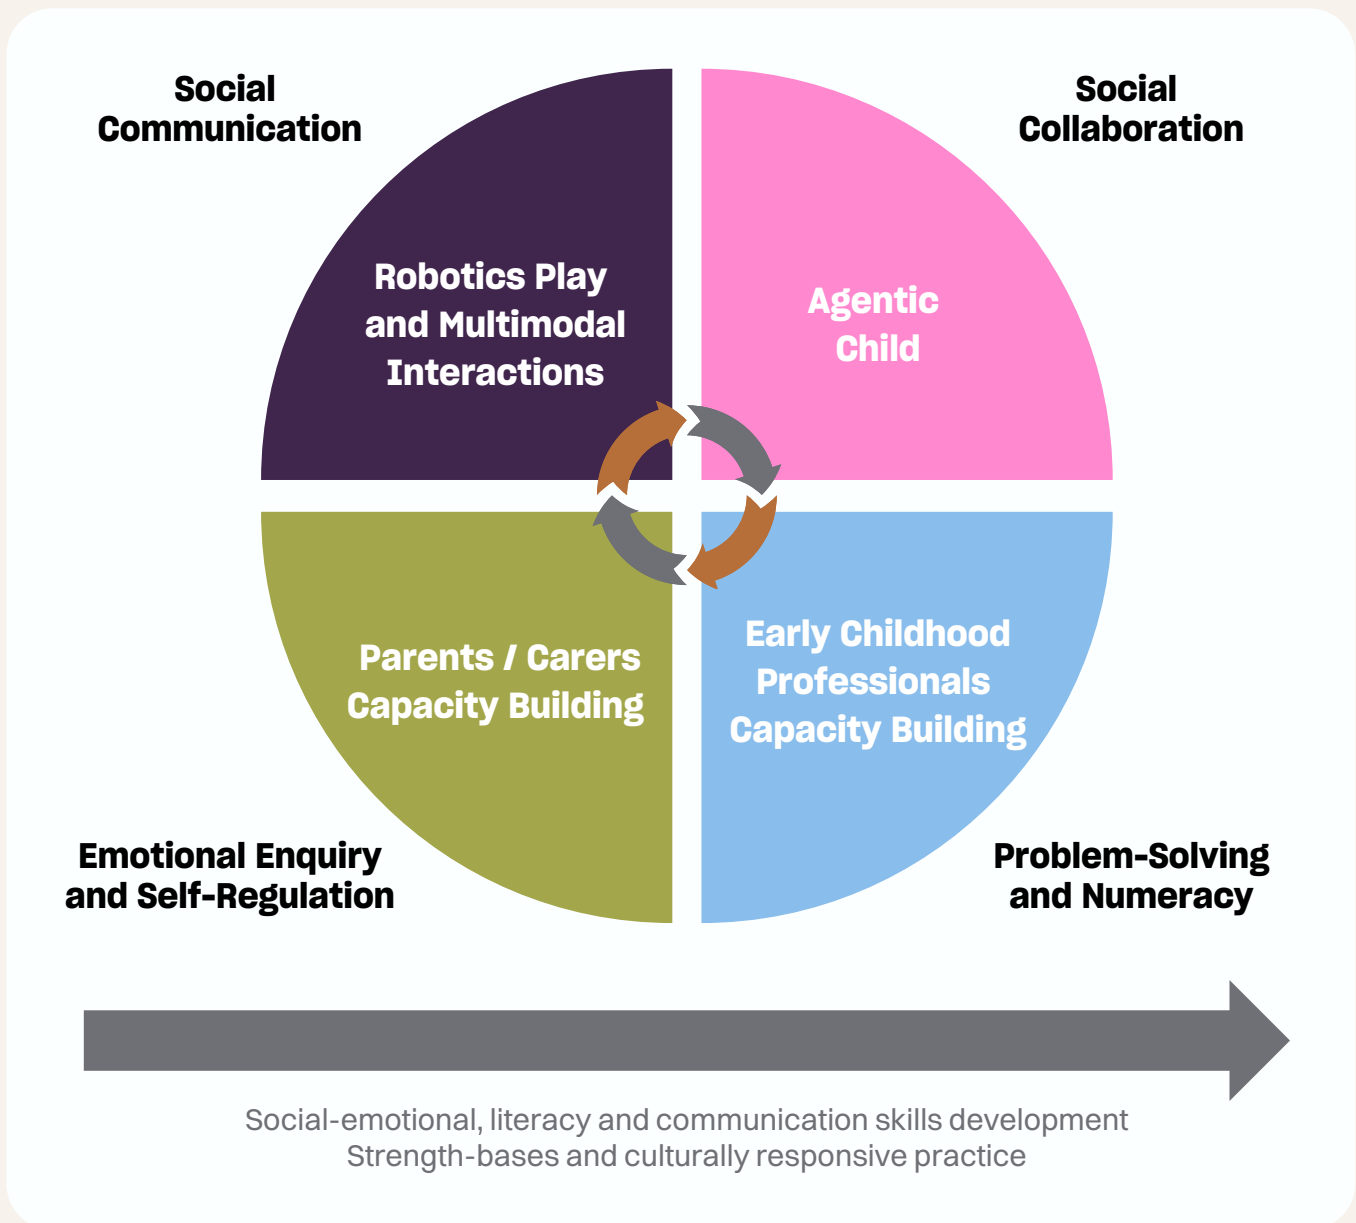 Social
Communication
Social
Collaboration
Robotics Play
and Multimodal
Interactions
Agentic
Child
Parents / Carers
Capacity Building
Early Childhood
Professionals
Capacity Building
Emotional Enquiry
and Self-Regulation
Problem-Solving
and Numeracy
Social-emotional, literacy and communication skills development
Strength-bases and culturally responsive practice